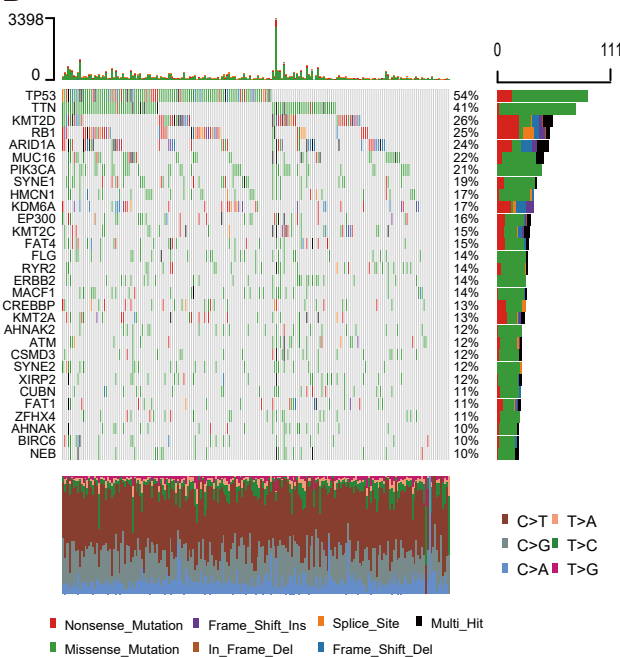 3398
0
0 111
TP53 54%
TTN 41%
KMT2D 26%
RB1 25%
ARID1A 24%
MUC16 22%
PIK3CA 21%
SYNE1 19%
HMCN1 17%
KDM6A 17%
EP300 16%
KMT2C 15%
FAT4 15%
FLG 14%
RYR2 14%
ERBB2 14%
MACF1 14%
CREBBP 13%
KMT2A 13%
AHNAK2 12%
ATM 12%
CSMD3 12%
SYNE2 12%
XIRP2 12%
CUBN 11%
FAT1 11%
ZFHX4 11%
AHNAK 10%
BIRC6 10%
NEB 10%
C>T T>A
C>G T>C
C>A T>G
Nonsense_Mutation Frame_Shift_Ins Splice_Site Multi_Hit
Missense_Mutation In_Frame_Del Frame_Shift_Del